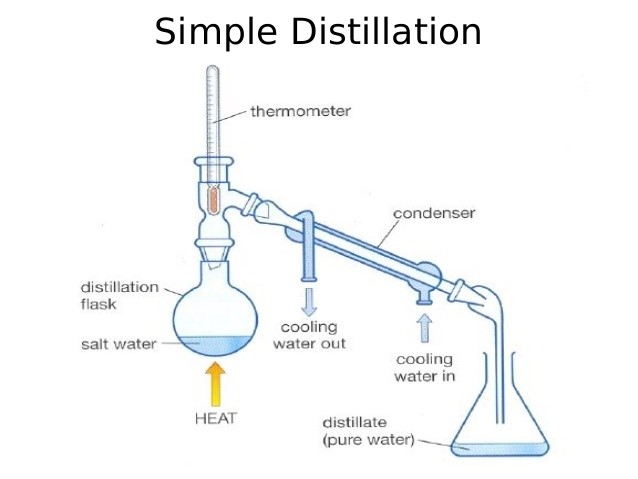 Simple Distillation
thermometer
condenser
distillation
flask
salt water
cooling
water out
cooling
water in
HEAT
distillate
(pure water)